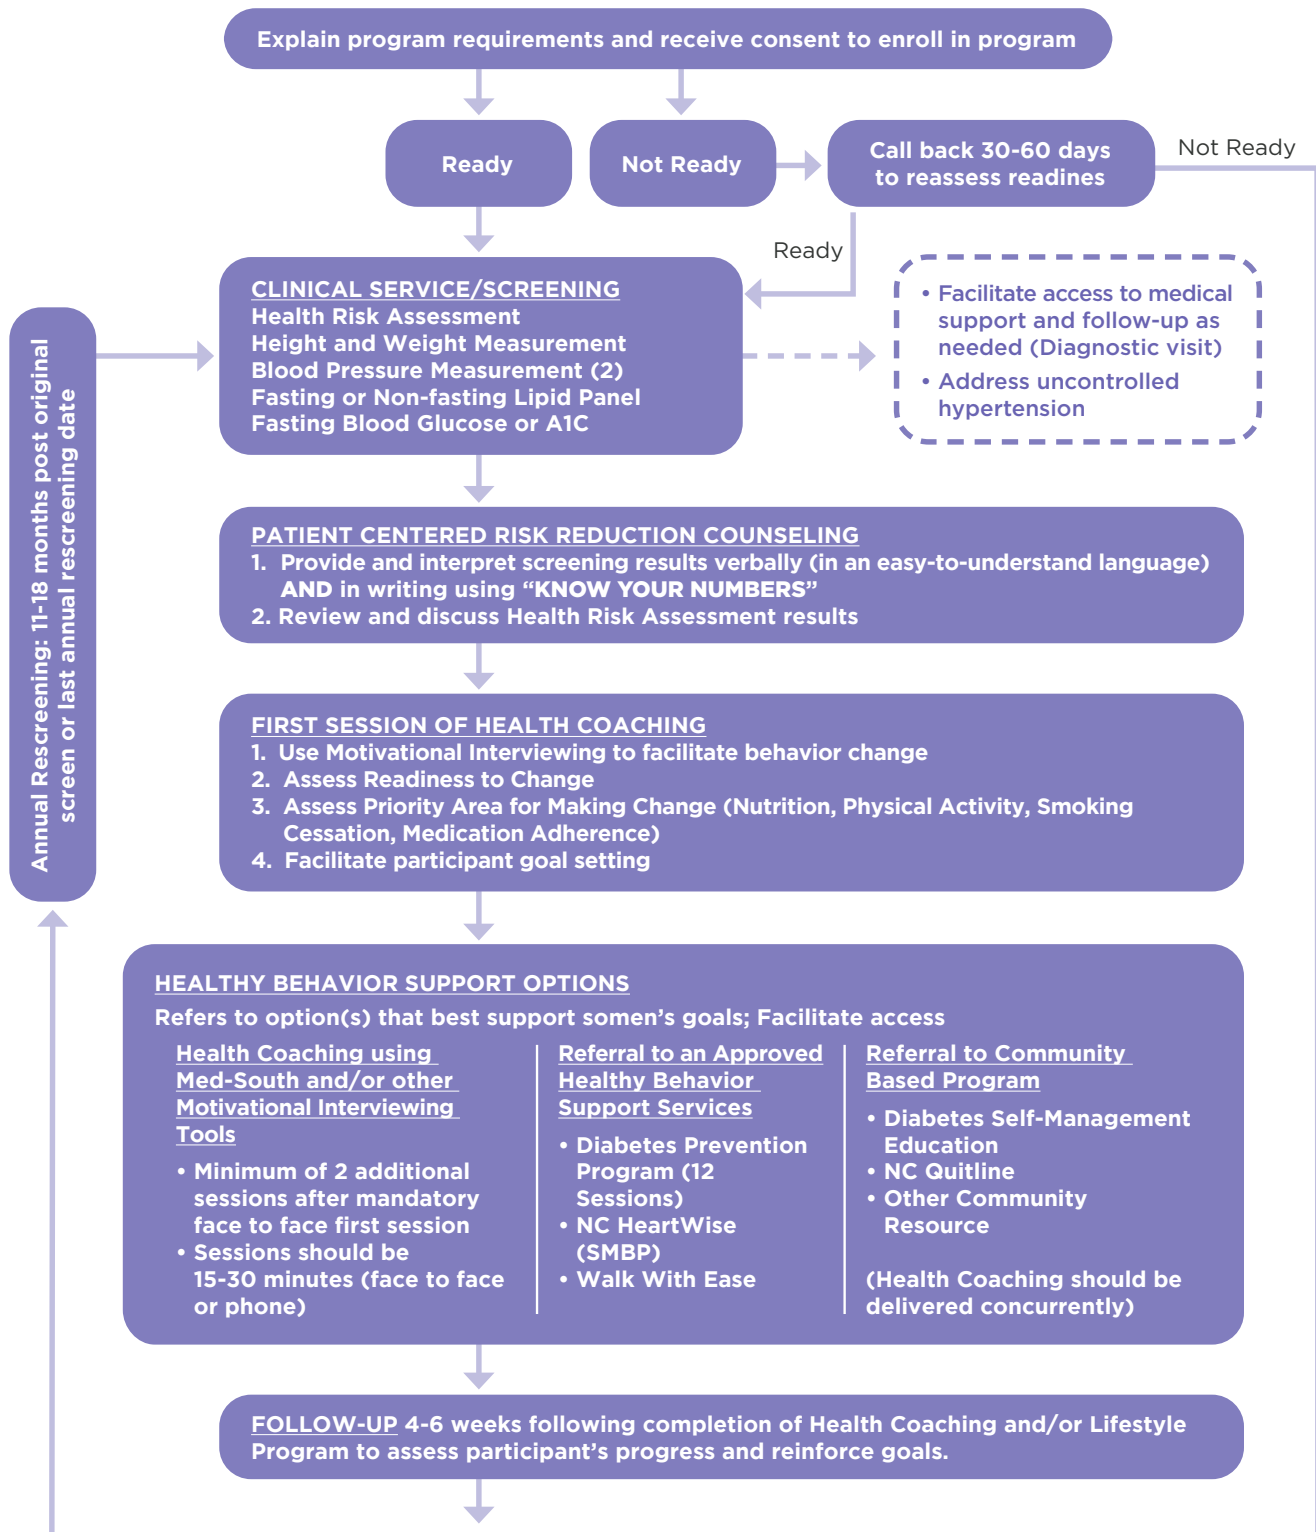 Explain program requirements and receive consent to enroll in program
Ready
Not Ready
Call back 30-60 days
to reassess readines
Not Ready
Ready
CLINICAL SERVICE/SCREENING
Health Risk Assessment
Height and Weight Measurement
Blood Pressure Measurement (2)
Fasting or Non-fasting Lipid Panel
Fasting Blood Glucose or A1C
• Facilitate access to medical
support and follow-up as
needed (Diagnostic visit)
• Address uncontrolled
hypertension
Annual Rescreening: 11-18 months post original
screen or last annual rescreening date
PATIENT CENTERED RISK REDUCTION COUNSELING
1. Provide and interpret screening results verbally (in an easy-to-understand language)
AND in writing using “KNOW YOUR NUMBERS”
2. Review and discuss Health Risk Assessment results
FIRST SESSION OF HEALTH COACHING
1. Use Motivational Interviewing to facilitate behavior change
2. Assess Readiness to Change
3. Assess Priority Area for Making Change (Nutrition, Physical Activity, Smoking
Cessation, Medication Adherence)
4. Facilitate participant goal setting
HEALTHY BEHAVIOR SUPPORT OPTIONS
Refers to option(s) that best support somen’s goals; Facilitate access
Health Coaching using
Med-South and/or other
Motivational Interviewing
Tools
• Minimum of 2 additional
sessions after mandatory
face to face first session
• Sessions should be
15-30 minutes (face to face
or phone)
Referral to an Approved
Healthy Behavior
Support Services
• Diabetes Prevention
Program (12
Sessions)
• NC HeartWise
(SMBP)
• Walk With Ease
Referral to Community
Based Program
• Diabetes Self-Management
Education
• NC Quitline
• Other Community
Resource
(Health Coaching should be
delivered concurrently)
FOLLOW-UP 4-6 weeks following completion of Health Coaching and/or Lifestyle
Program to assess participant’s progress and reinforce goals.